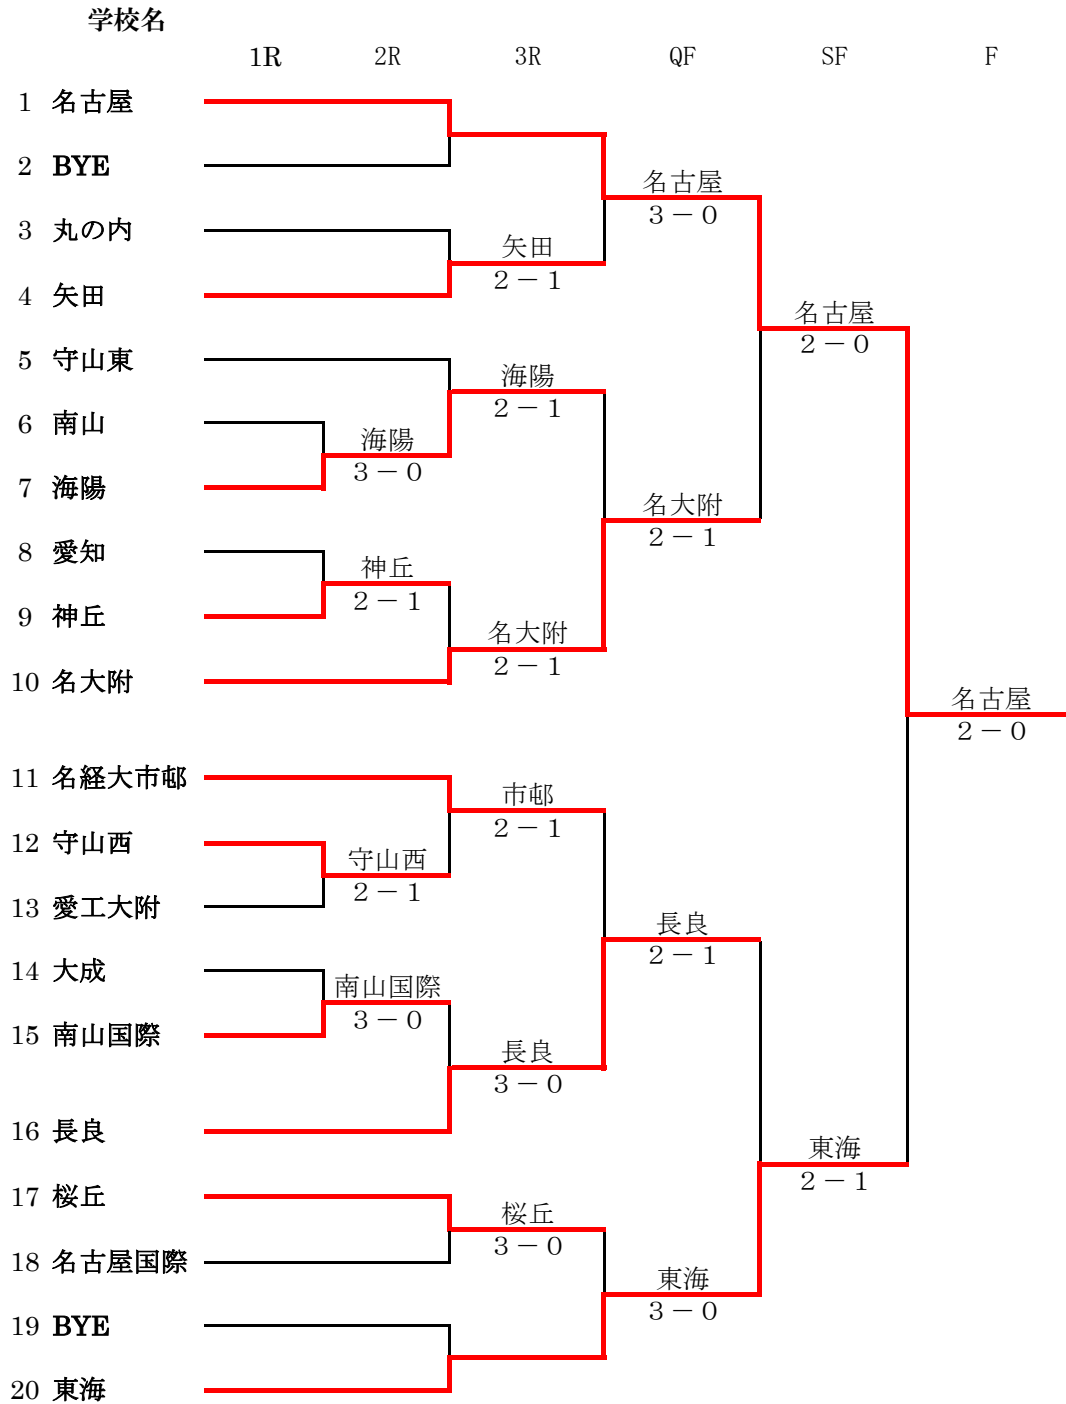 学校名
1R 2R 3R QF SF F
1 名古屋
2 BYE
名古屋
3－0
3 丸の内
矢田
2－1
4 矢田
名古屋
2－0
5 守山東
海陽
2－1
6 南山
海陽
3－0
7 海陽
名大附
2－1
8 愛知
神丘
2－1
9 神丘
名大附
2－1
10 名大附
名古屋
2－0
11 名経大市邨
市邨
2－1
12 守山西
守山西
2－1
13 愛工大附
長良
2－1
14 大成
南山国際
3－0
15 南山国際
長良
3－0
16 長良
東海
2－1
17 桜丘
桜丘
3－0
18 名古屋国際
東海
3－0
19 BYE
20 東海